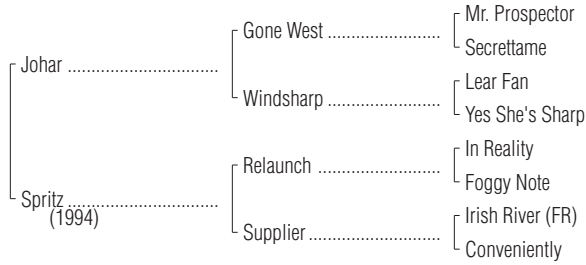 Mr. Prospector
Gone West
Secrettame
Johar
Lear Fan
Windsharp
Yes She's Sharp
In Reality
Relaunch
Foggy Note
Spritz
(1994)
Irish River (FR)
Supplier
Conveniently